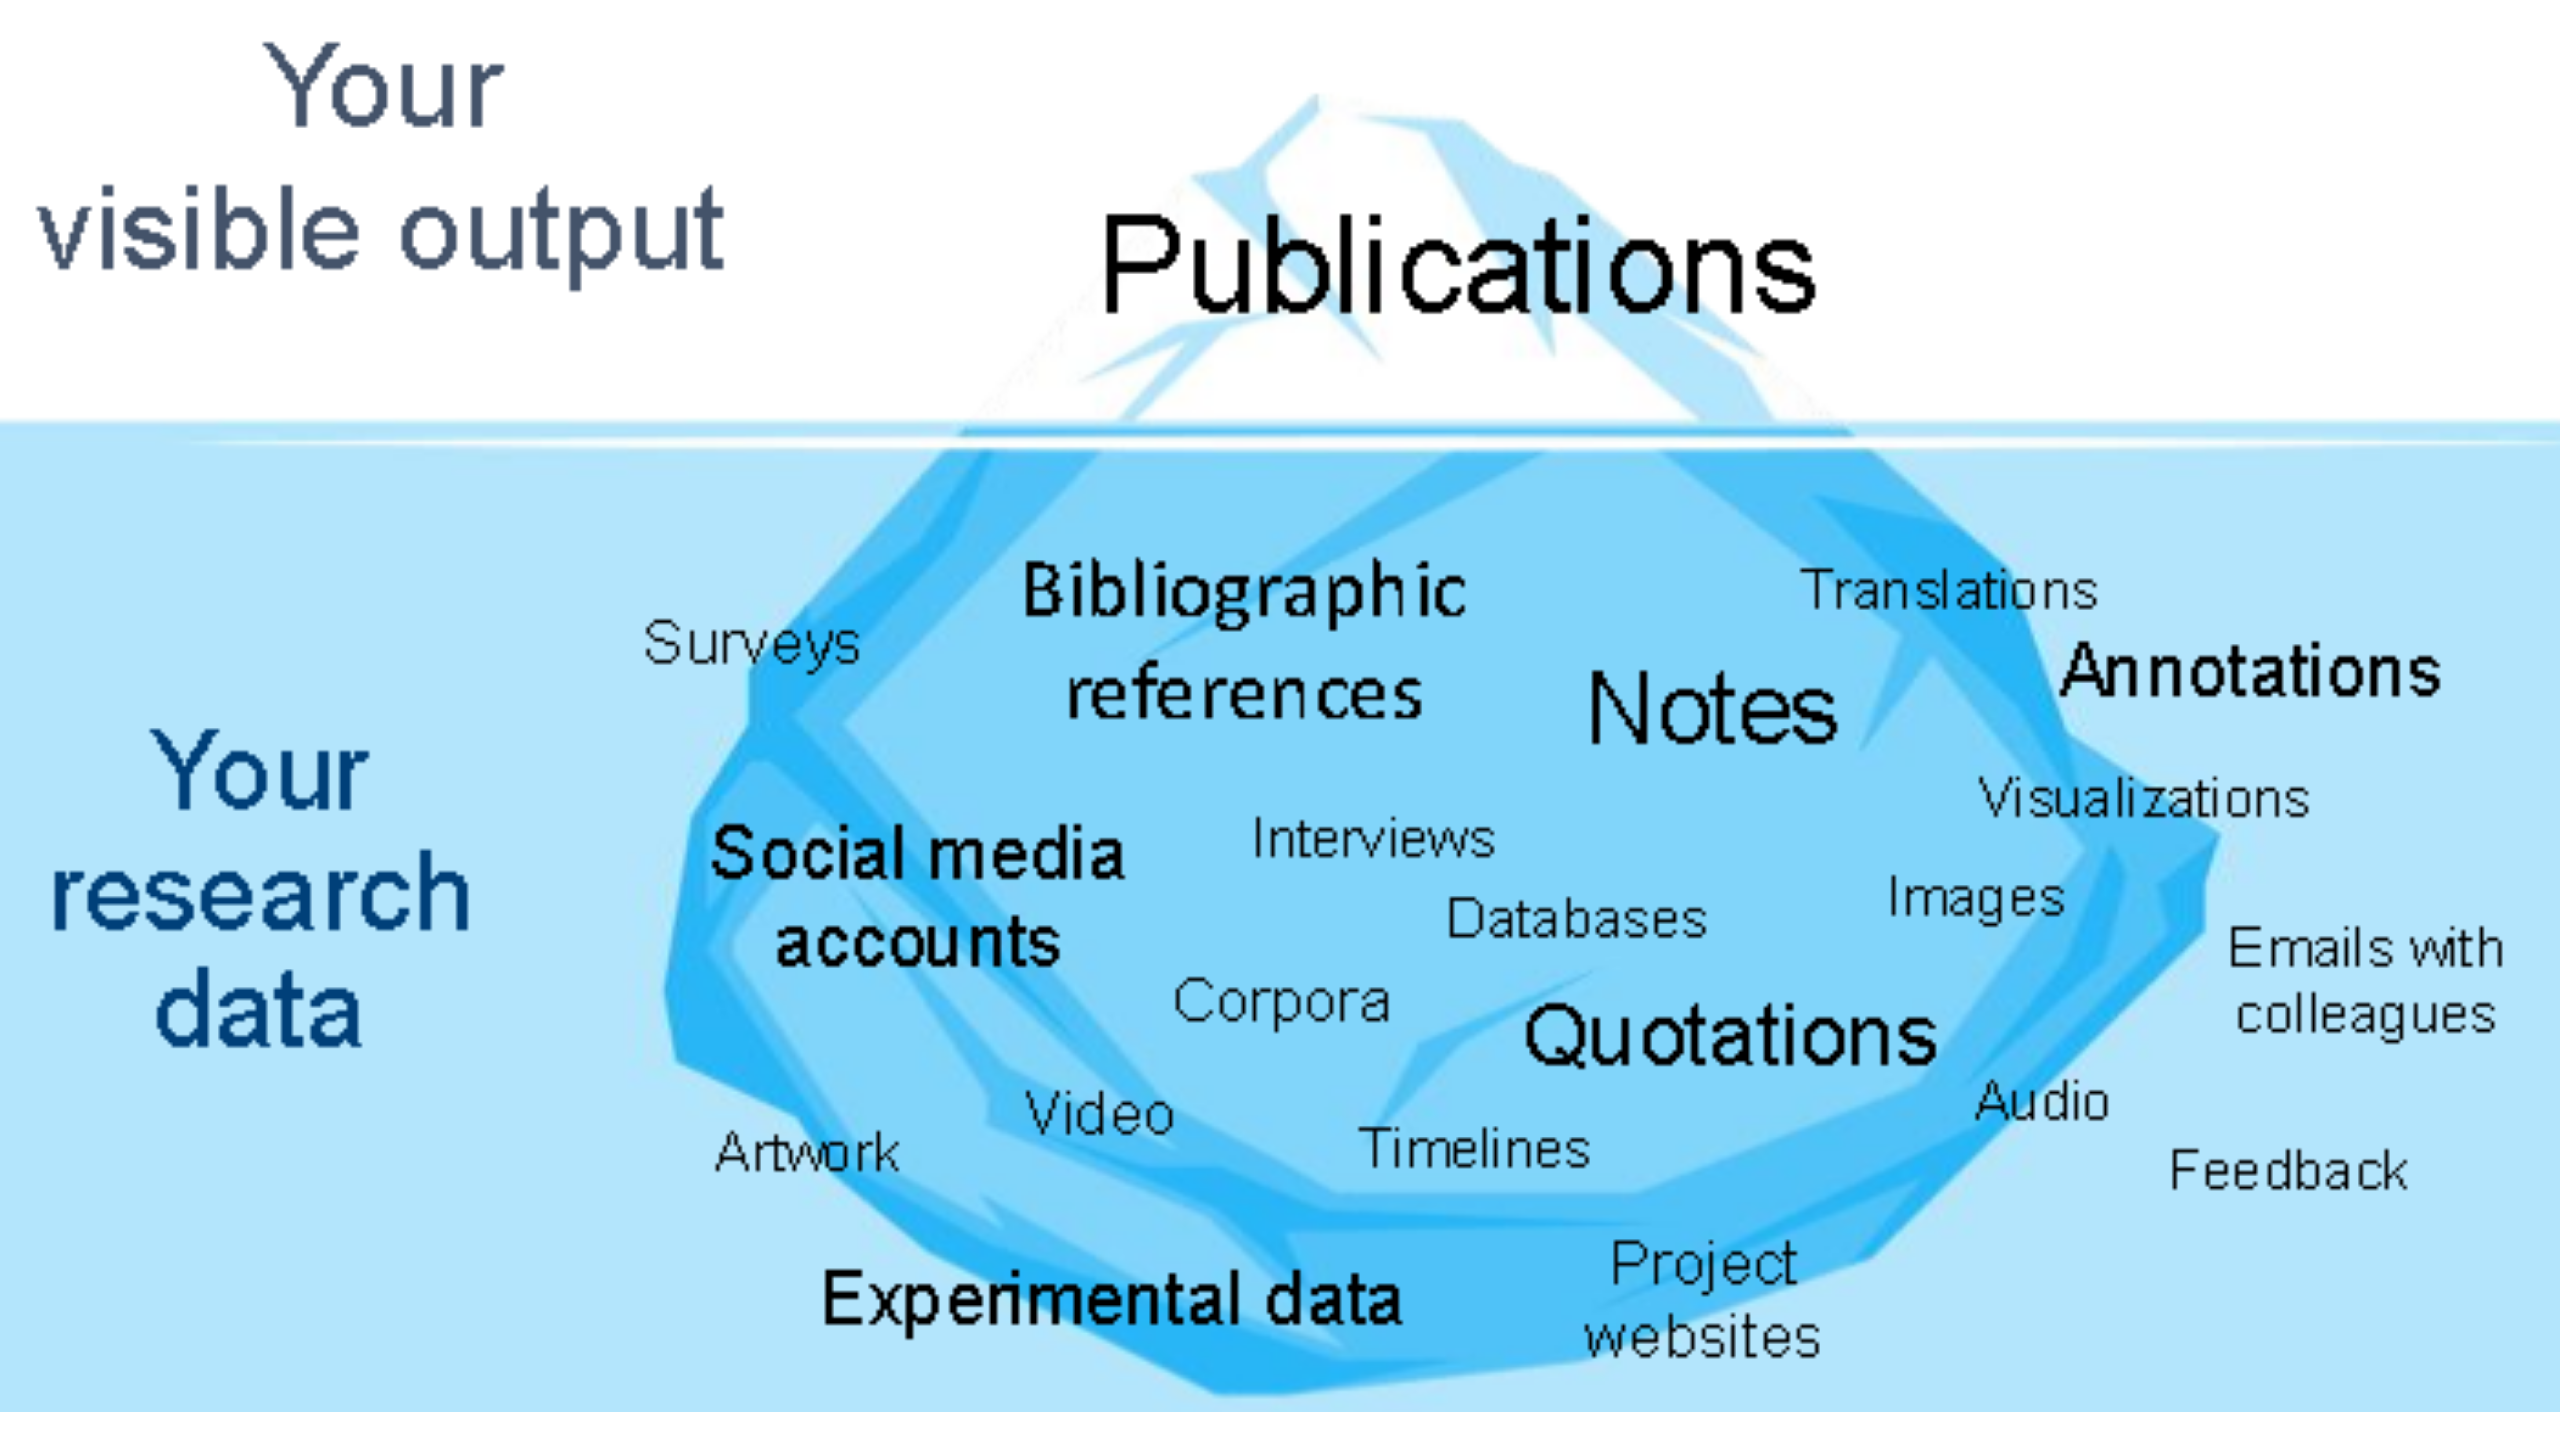 Your
visible output
Publications
Your
research
data
Surveys
Bibliographic
references
Notes
Translations
Annotations
Visualizations
Social media
accounts
Interviews
Databases
Images
Emails with
colleagues
Corpora
Quotations
Audio
Video
Timelines
Artwork
Feedback
Experimental data
Project
websites